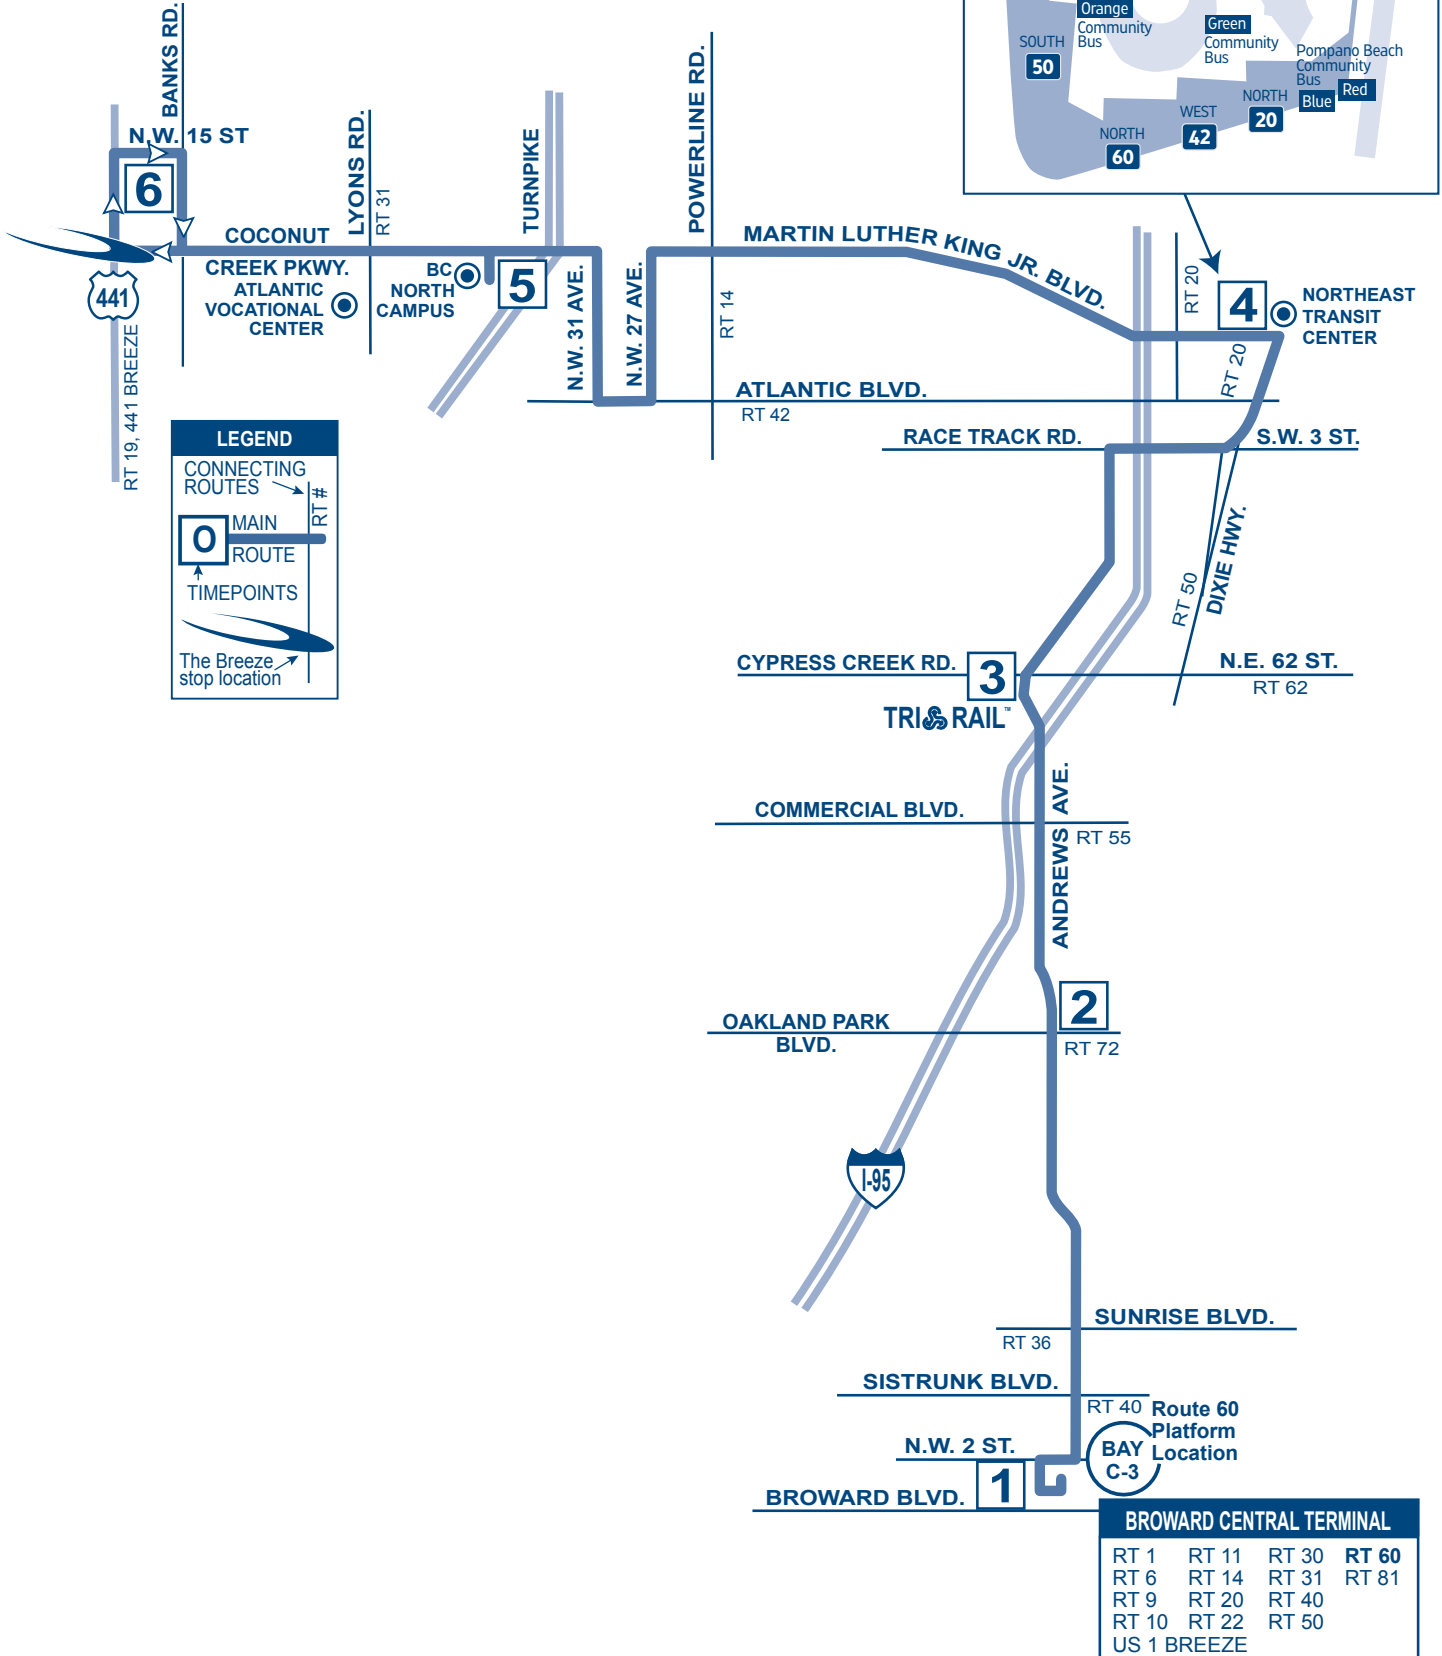 Orange
Community
Bus
SOUTH
50
Green
Community
Bus
Pompano Beach
Community
Bus
Blue
Red
NORTH
20
WEST
42
NORTH
60
BANKS RD.
N.W. 15 ST
6
COCONUT
CREEK PKWY.
441
RT 19, 441 BREEZE
ATLANTIC
VOCATIONAL
CENTER
LYONS RD.
RT 31
BC
NORTH
CAMPUS
TURNPIKE
5
N.W. 31 AVE.
N.W. 27 AVE.
POWERLINE RD.
RT 14
MARTIN LUTHER KING JR. BLVD.
RT 20
4
NORTHEAST
TRANSIT
CENTER
RT 20
ATLANTIC BLVD.
RT 42
RACE TRACK RD.
S.W. 3 ST.
LEGEND
CONNECTING
ROUTES
RT #
O
MAIN
ROUTE
TIMEPOINTS
The Breeze
stop location
RT 50
DIXIE HWY.
CYPRESS CREEK RD.
3
N.E. 62 ST.
RT 62
TRI RAIL™
COMMERCIAL BLVD.
RT 55
ANDREWS AVE.
2
OAKLAND PARK
BLVD.
RT 72
I-95
SUNRISE BLVD.
RT 36
SISTRUNK BLVD.
RT 40
Route 60
Platform
Location
BAY
C-3
N.W. 2 ST.
1
BROWARD BLVD.
BROWARD CENTRAL TERMINAL
RT 1 RT 11 RT 30 RT 60
RT 6 RT 14 RT 31 RT 81
RT 9 RT 20 RT 40
RT 10 RT 22 RT 50
US 1 BREEZE